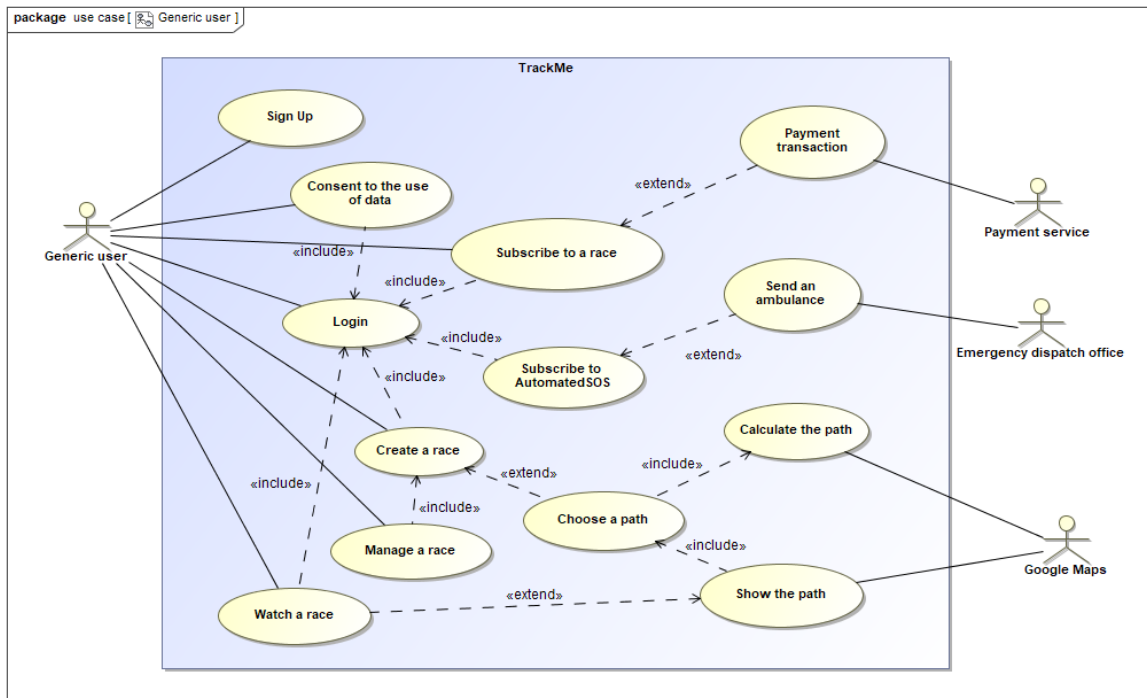 package use case [ Generic user ]
TrackMe
Sign Up
Payment
transaction
Consent to the use
of data
«extend»
Generic user
Payment service
«include»
Subscribe to a race
«include»
Send an
ambulance
Login
«include»
«extend»
Emergency dispatch office
Subscribe to
AutomatedSOS
«include»
Calculate the path
Create a race
«include»
«extend»
«include»
Choose a path
«include»
Manage a race
«include»
Google Maps
«extend»
Show the path
Watch a race